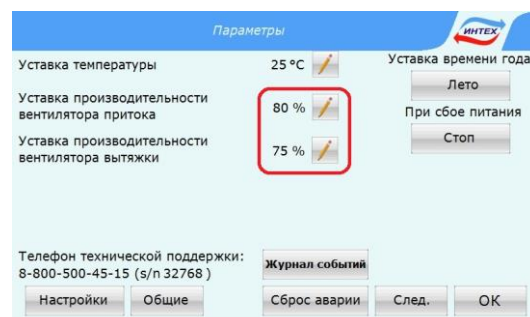 Параметры
ИНТЕХ
Уставка температуры
25 °C
Уставка времени года
Лето
Уставка производительности
вентилятора притока
80 %
При сбое питания
Стоп
Уставка производительности
вентилятора вытяжки
75 %
Телефон технической поддержки:
8-800-500-45-15 (s/n 32768 )
Журнал событий
Настройки
Общие
Сброс аварии
След.
ОК